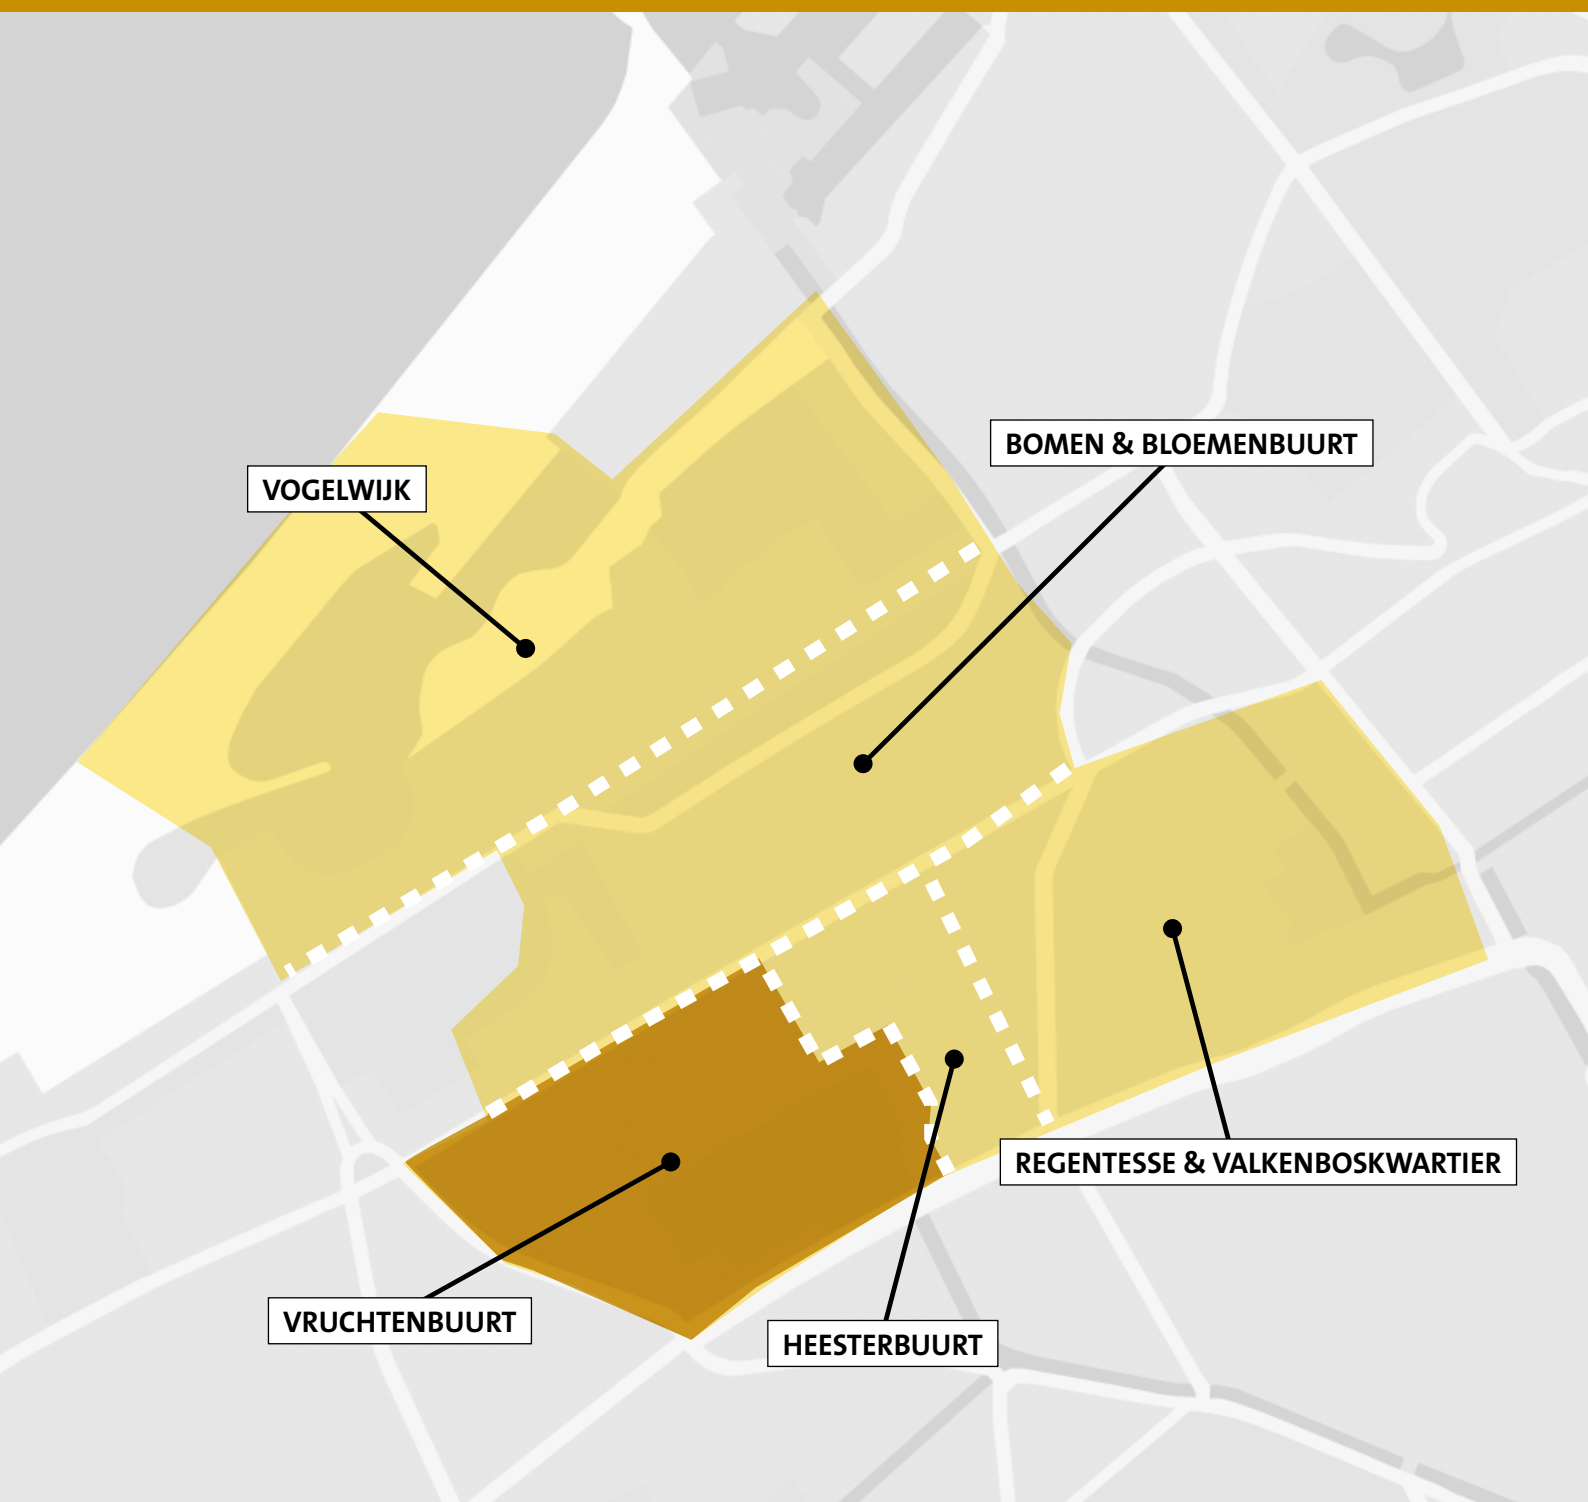 BOMEN & BLOEMENBUURT
VOGELWIJK
REGENTESSE & VALKENBOSKWARTIER
VRUCHTENBUURT
HEESTERBUURT